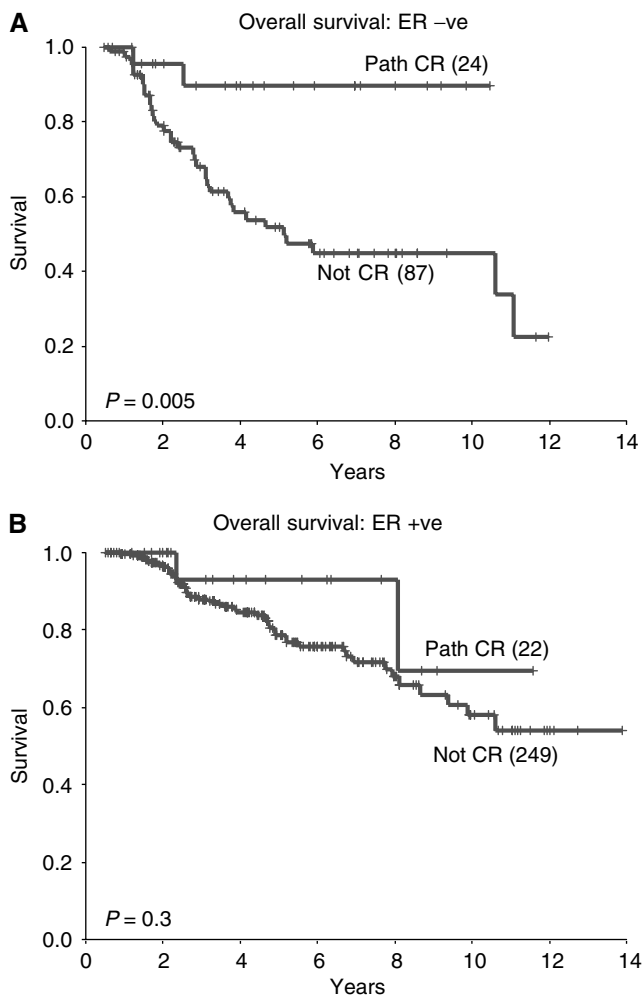 A
Overall survival: ER –ve
1.0
0.8
0.6
0.4
0.2
0.0
Survival
Path CR (24)
Not CR (87)
P = 0.005
0 2 4 6 8 10 12 14
Years
B
Overall survival: ER +ve
1.0
0.8
0.6
0.4
0.2
0.0
Survival
Path CR (22)
Not CR (249)
P = 0.3
0 2 4 6 8 10 12 14
Years